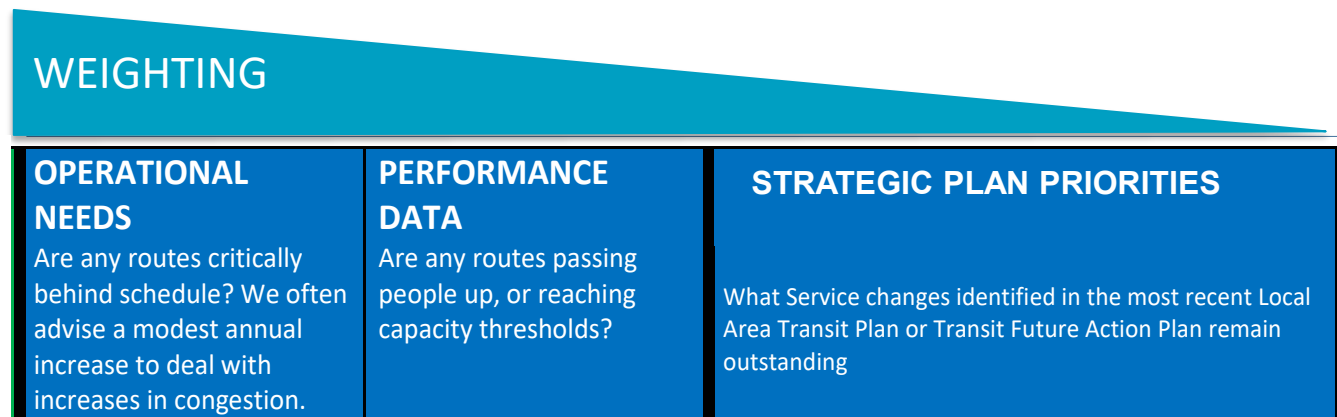 WEIGHTING
OPERATIONAL
NEEDS
Are any routes critically
behind schedule? We often
advise a modest annual
increase to deal with
increases in congestion.
PERFORMANCE
DATA
Are any routes passing
people up, or reaching
capacity thresholds?
STRATEGIC PLAN PRIORITIES
What Service changes identified in the most recent Local
Area Transit Plan or Transit Future Action Plan remain
outstanding